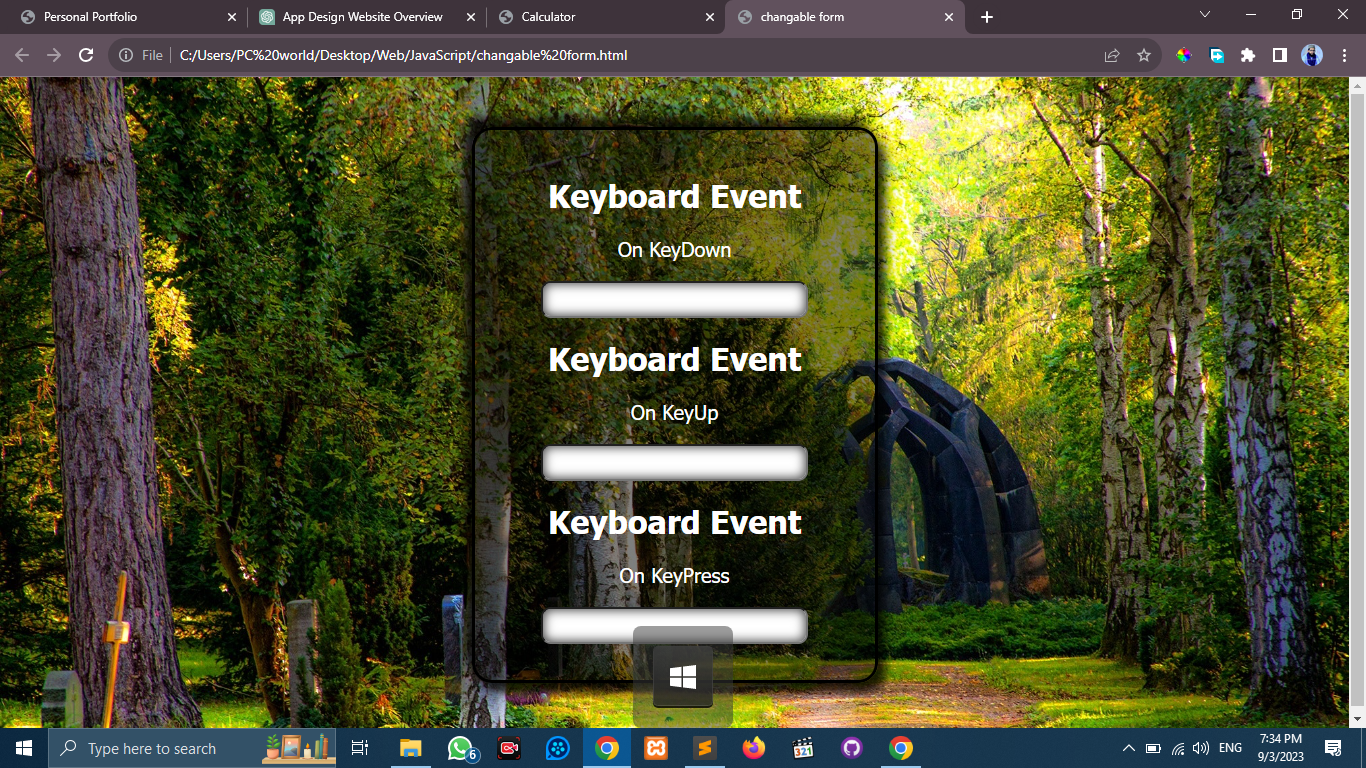 Personal Portfolio
App Design Website Overview
Calculator
changable form
File
C:/Users/PC%20world/Desktop/Web/JavaScript/changable%20form.html
Keyboard Event
On KeyDown
Keyboard Event
On KeyUp
Keyboard Event
On KeyPress
Type here to search
6
321
ENG
7:34 PM
9/3/2023